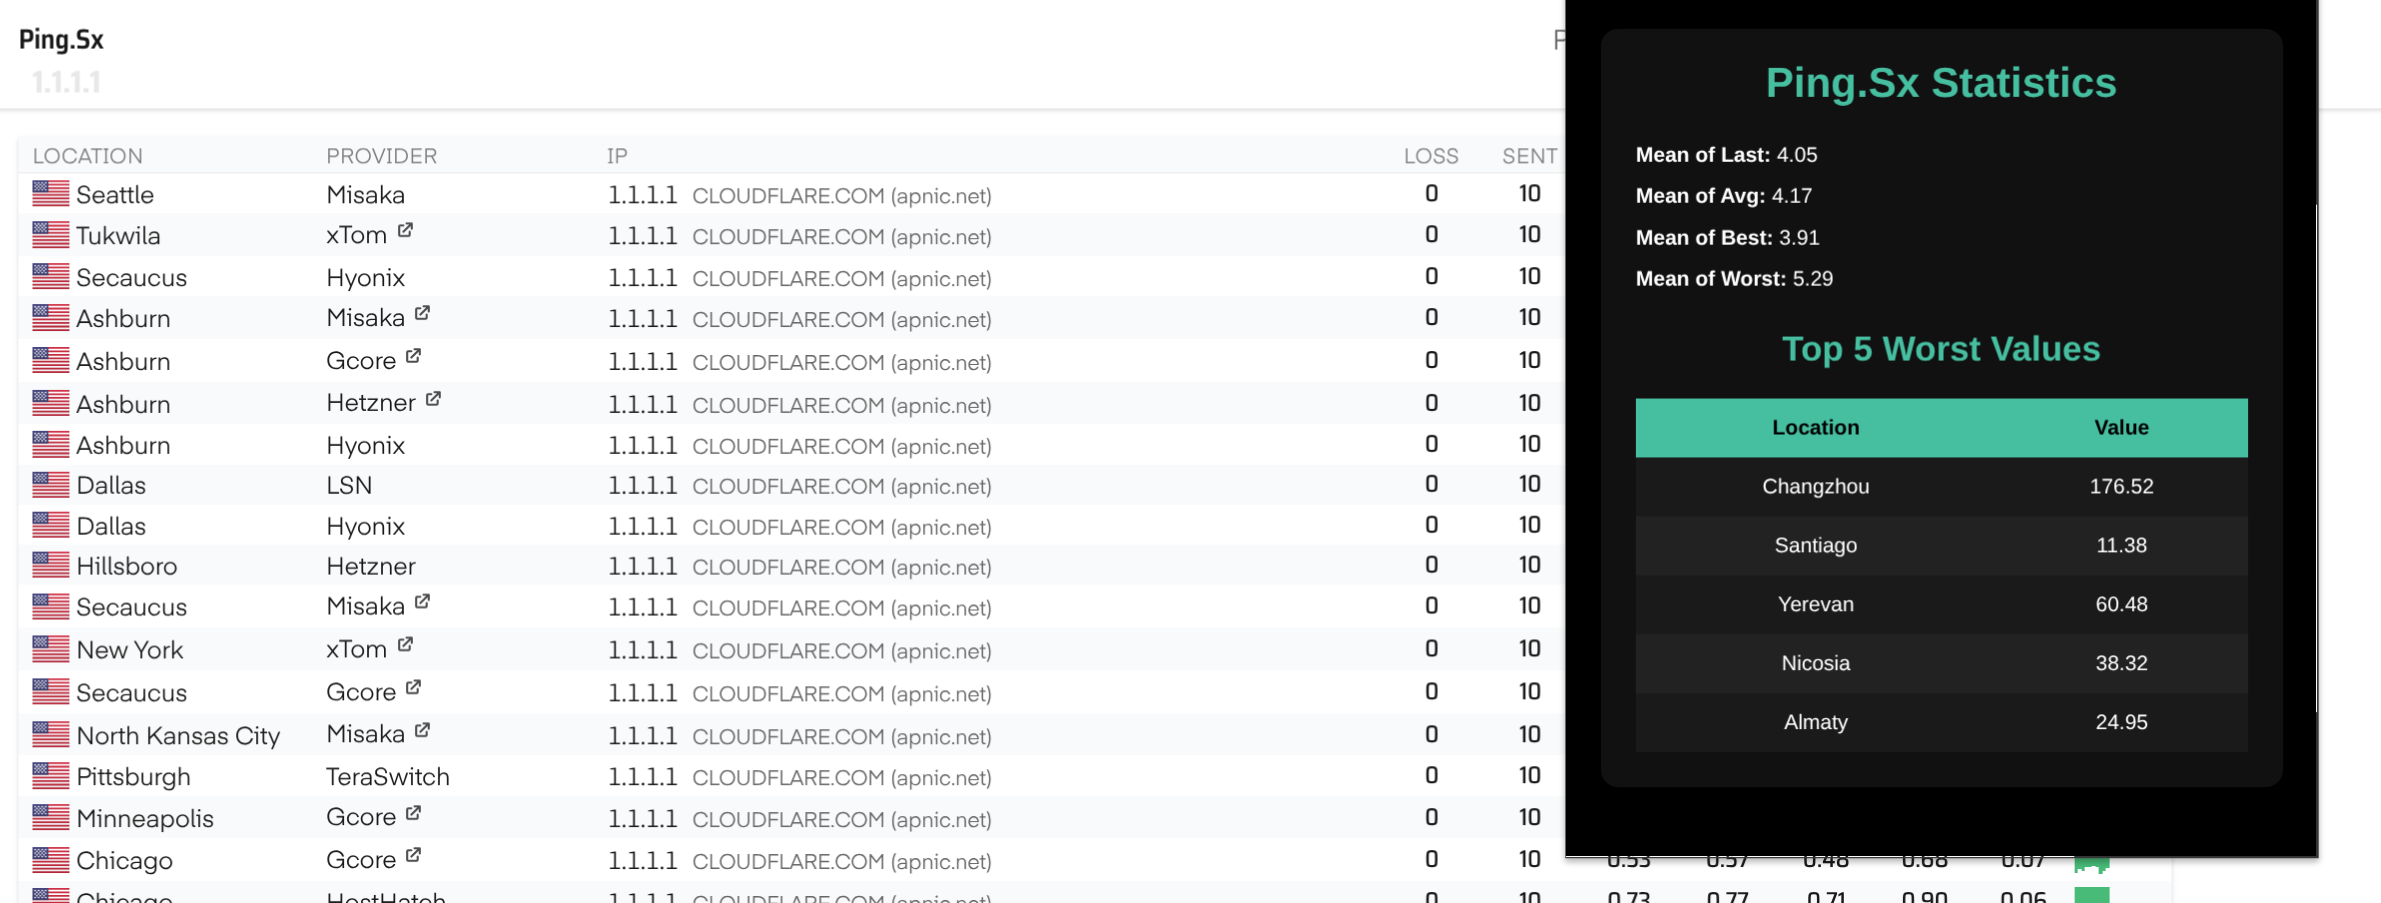 Ping.Sx
1.1.1.1
P
LOCATION PROVIDER IP LOSS SENT
Seattle Misaka 1.1.1.1 CLOUDFLARE.COM (apnic.net) 0 10
Tukwila xTom 1.1.1.1 CLOUDFLARE.COM (apnic.net) 0 10
Secaucus Hyonix 1.1.1.1 CLOUDFLARE.COM (apnic.net) 0 10
Ashburn Misaka 1.1.1.1 CLOUDFLARE.COM (apnic.net) 0 10
Ashburn Gcore 1.1.1.1 CLOUDFLARE.COM (apnic.net) 0 10
Ashburn Hetzner 1.1.1.1 CLOUDFLARE.COM (apnic.net) 0 10
Ashburn Hyonix 1.1.1.1 CLOUDFLARE.COM (apnic.net) 0 10
Dallas LSN 1.1.1.1 CLOUDFLARE.COM (apnic.net) 0 10
Dallas Hyonix 1.1.1.1 CLOUDFLARE.COM (apnic.net) 0 10
Hillsboro Hetzner 1.1.1.1 CLOUDFLARE.COM (apnic.net) 0 10
Secaucus Misaka 1.1.1.1 CLOUDFLARE.COM (apnic.net) 0 10
New York xTom 1.1.1.1 CLOUDFLARE.COM (apnic.net) 0 10
Secaucus Gcore 1.1.1.1 CLOUDFLARE.COM (apnic.net) 0 10
North Kansas City Misaka 1.1.1.1 CLOUDFLARE.COM (apnic.net) 0 10
Pittsburgh TeraSwitch 1.1.1.1 CLOUDFLARE.COM (apnic.net) 0 10
Minneapolis Gcore 1.1.1.1 CLOUDFLARE.COM (apnic.net) 0 10
Chicago Gcore 1.1.1.1 CLOUDFLARE.COM (apnic.net) 0 10 0.53 0.57 0.48 0.68 0.07
Chicago HostHatch 1.1.1.1 CLOUDFLARE.COM (apnic.net) 0 10 0.73 0.77 0.71 0.90 0.06
Ping.Sx Statistics
Mean of Last: 4.05
Mean of Avg: 4.17
Mean of Best: 3.91
Mean of Worst: 5.29
Top 5 Worst Values
Location Value
Changzhou 176.52
Santiago 11.38
Yerevan 60.48
Nicosia 38.32
Almaty 24.95